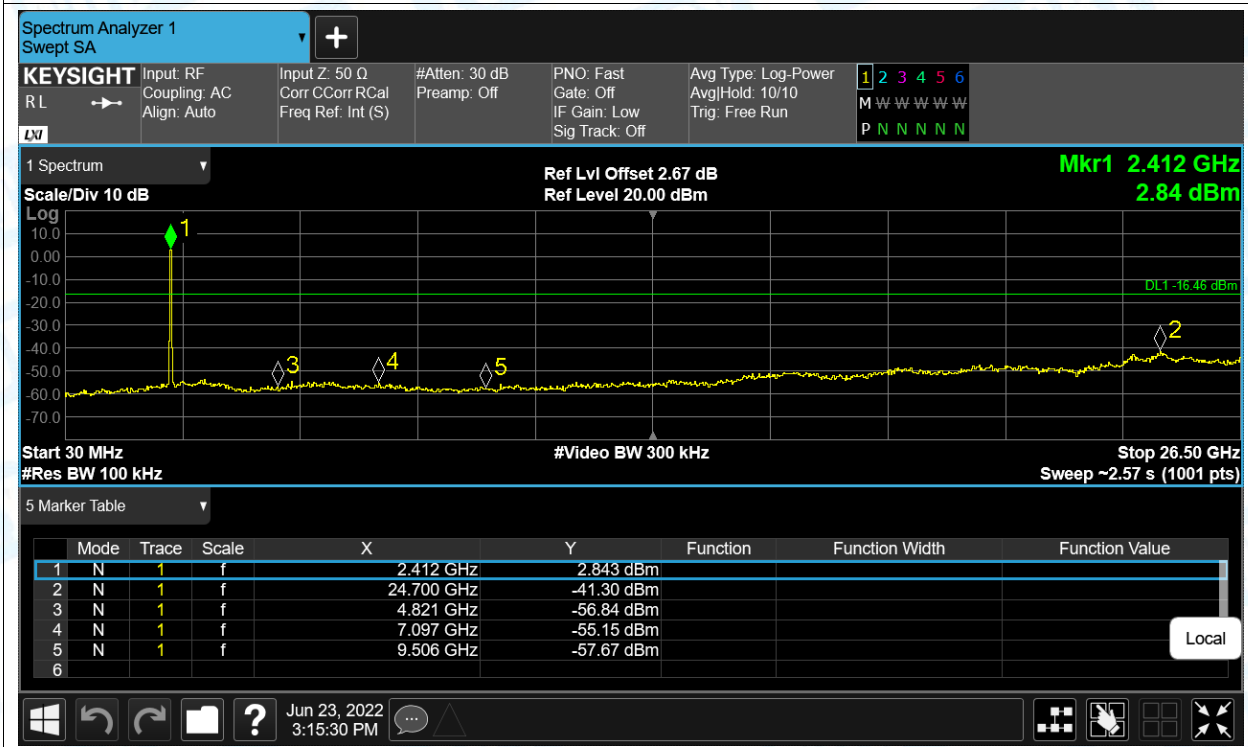 Spectrum Analyzer 1
Swept SA
KEYSIGHT
RL
LXI
Input: RF
Coupling: AC
Align: Auto
Input Z: 50 Ω
Corr CCorr RCal
Freq Ref: Int (S)
#Atten: 30 dB
Preamp: Off
PNO: Fast
Gate: Off
IF Gain: Low
Sig Track: Off
Avg Type: Log-Power
Avg|Hold: 10/10
Trig: Free Run
1 2 3 4 5 6
M W W W W W
P N N N N N
1 Spectrum
Scale/Div 10 dB
Ref Lvl Offset 2.67 dB
Ref Level 20.00 dBm
Mkr1 2.412 GHz
2.84 dBm
Log
10.0
0.00
-10.0
-20.0
-30.0
-40.0
-50.0
-60.0
-70.0
1
DL1 -16.46 dBm
2
3
4
5
Start 30 MHz
#Res BW 100 kHz
#Video BW 300 kHz
Stop 26.50 GHz
Sweep ~2.57 s (1001 pts)
5 Marker Table
Mode Trace Scale X Y Function Function Width Function Value
1 N 1 f 2.412 GHz 2.843 dBm
2 N 1 f 24.700 GHz -41.30 dBm
3 N 1 f 4.821 GHz -56.84 dBm
4 N 1 f 7.097 GHz -55.15 dBm
5 N 1 f 9.506 GHz -57.67 dBm
6
Local
?
Jun 23, 2022
3:15:30 PM